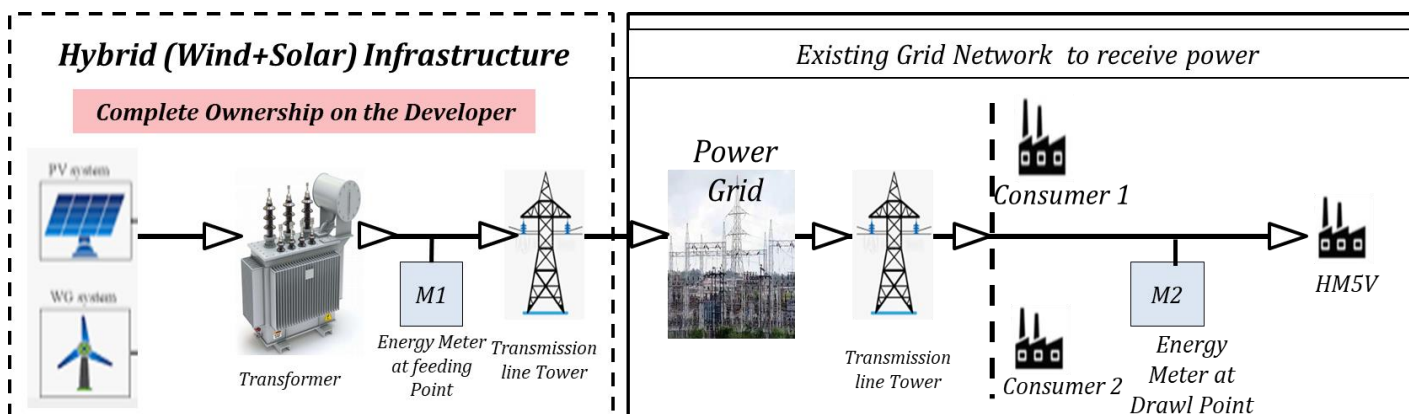 Hybrid (Wind+Solar) Infrastructure
Complete Ownership on the Developer
PV system
WG system
Transformer
M1
Energy Meter
at feeding
Point
Transmission
line Tower
Existing Grid Network to receive power
Power
Grid
Transmission
line Tower
Consumer 1
Consumer 2
M2
Energy
Meter at
Drawl Point
HM5V